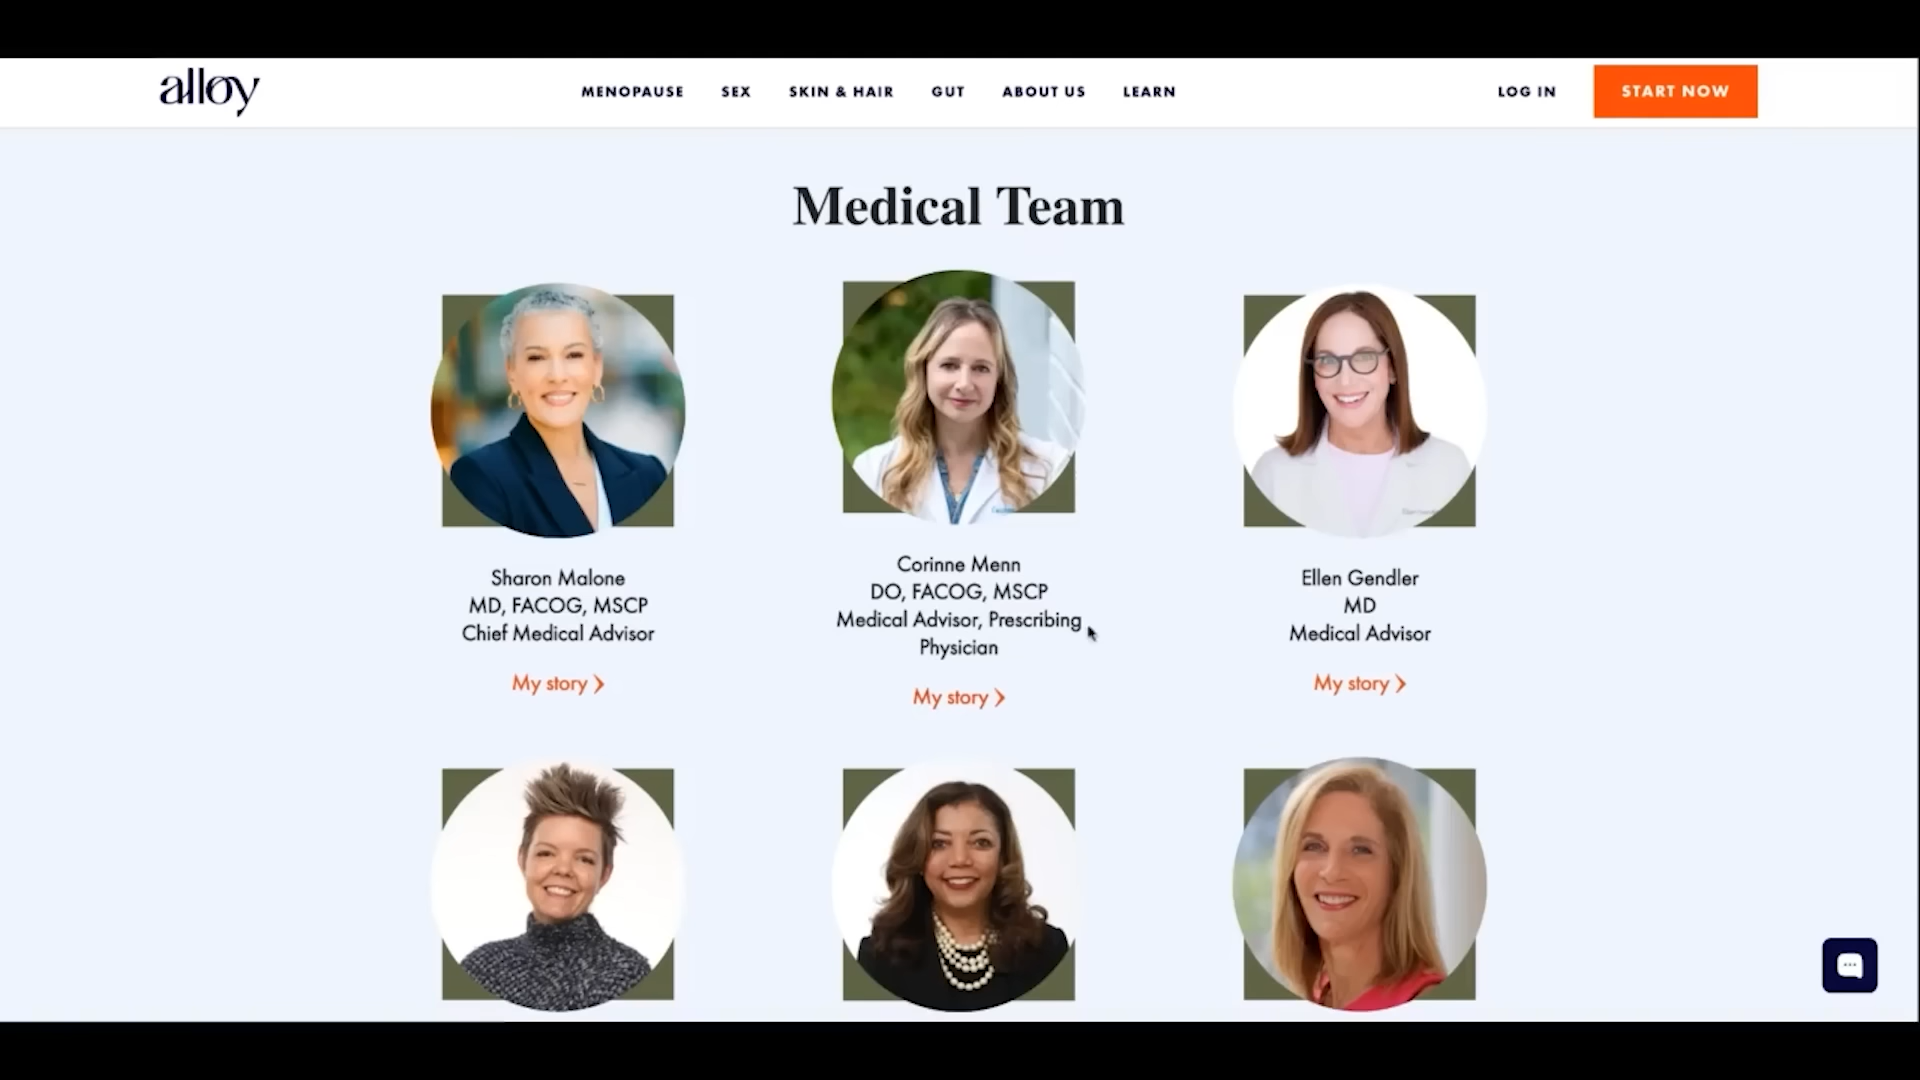 alloy
MENOPAUSE SEX SKIN & HAIR GUT ABOUT US LEARN
LOG IN START NOW
Medical Team
Sharon Malone
MD, FACOG, MSCP
Chief Medical Advisor
My story
Corinne Menn
DO, FACOG, MSCP
Medical Advisor, Prescribing
Physician
My story
Ellen Gendler
MD
Medical Advisor
My story